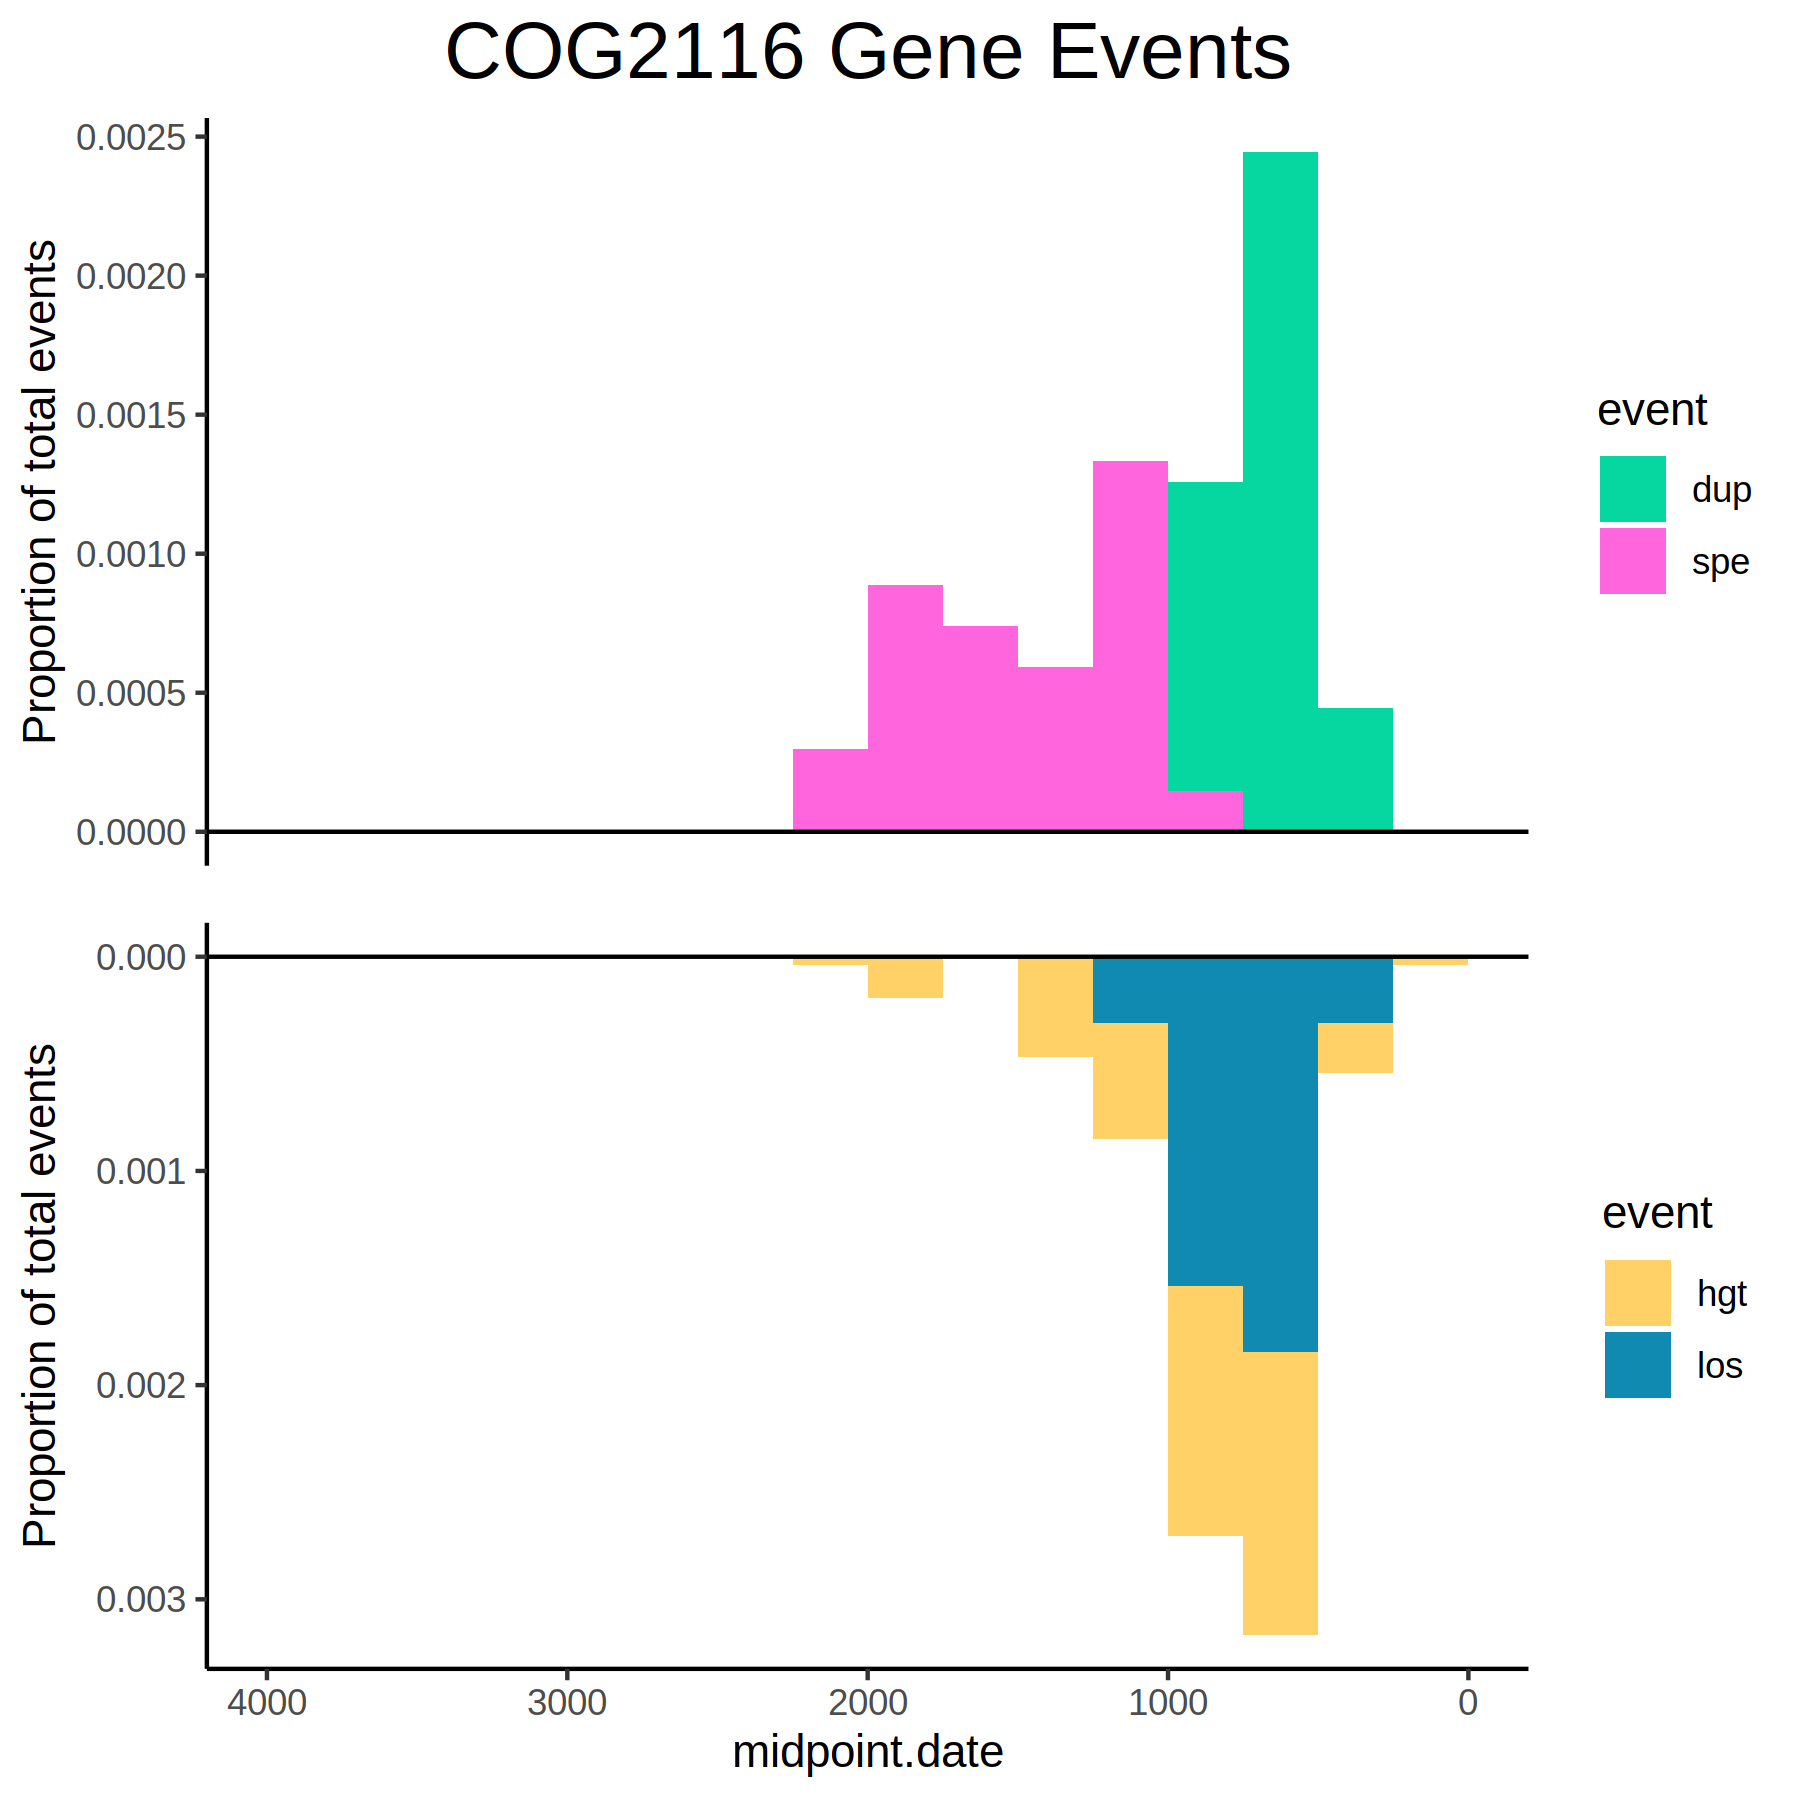 COG2116 Gene Events
Proportion of total events
0.0025
0.0020
0.0015
0.0010
0.0005
0.0000
event
dup
spe
Proportion of total events
0.000
0.001
0.002
0.003
event
hgt
los
4000 3000 2000 1000 0
midpoint.date